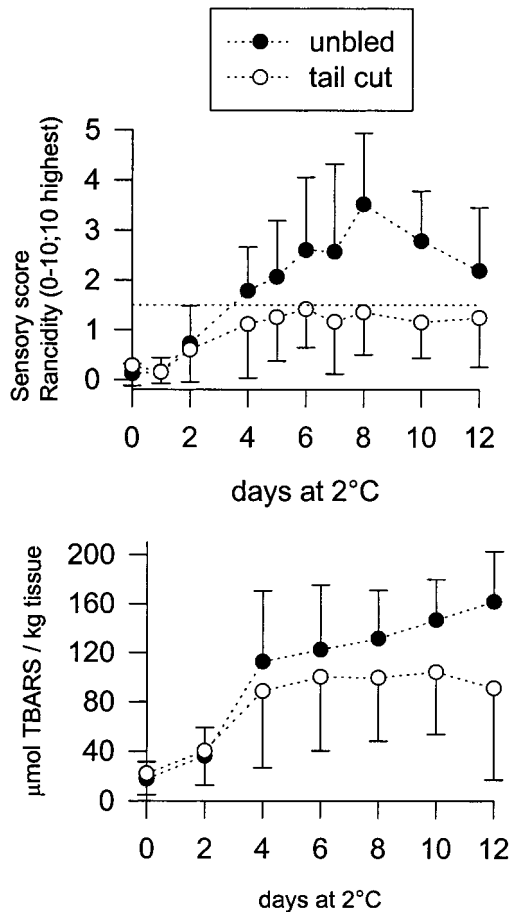 unbled
tail cut
Sensory score
Rancidity (0-10;10 highest)
5
4
3
2
1
0
0 2 4 6 8 10 12
days at 2°C
µmol TBARS / kg tissue
200
160
120
80
40
0
0 2 4 6 8 10 12
days at 2°C